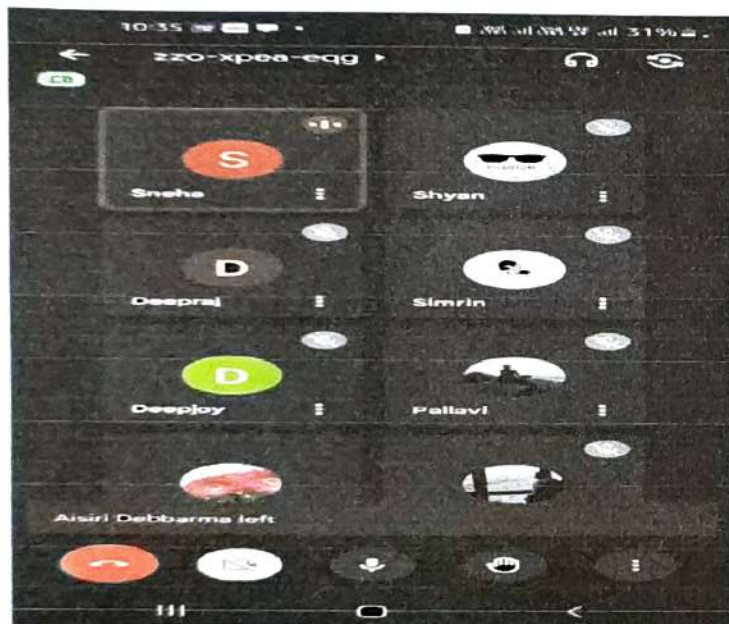 10:35 31%
zzo-xpea-eqg
S
Sneha Shyan
D
Deepraj Simrin
D
Deepjoy Pallavi
Aisiri Debbarma left